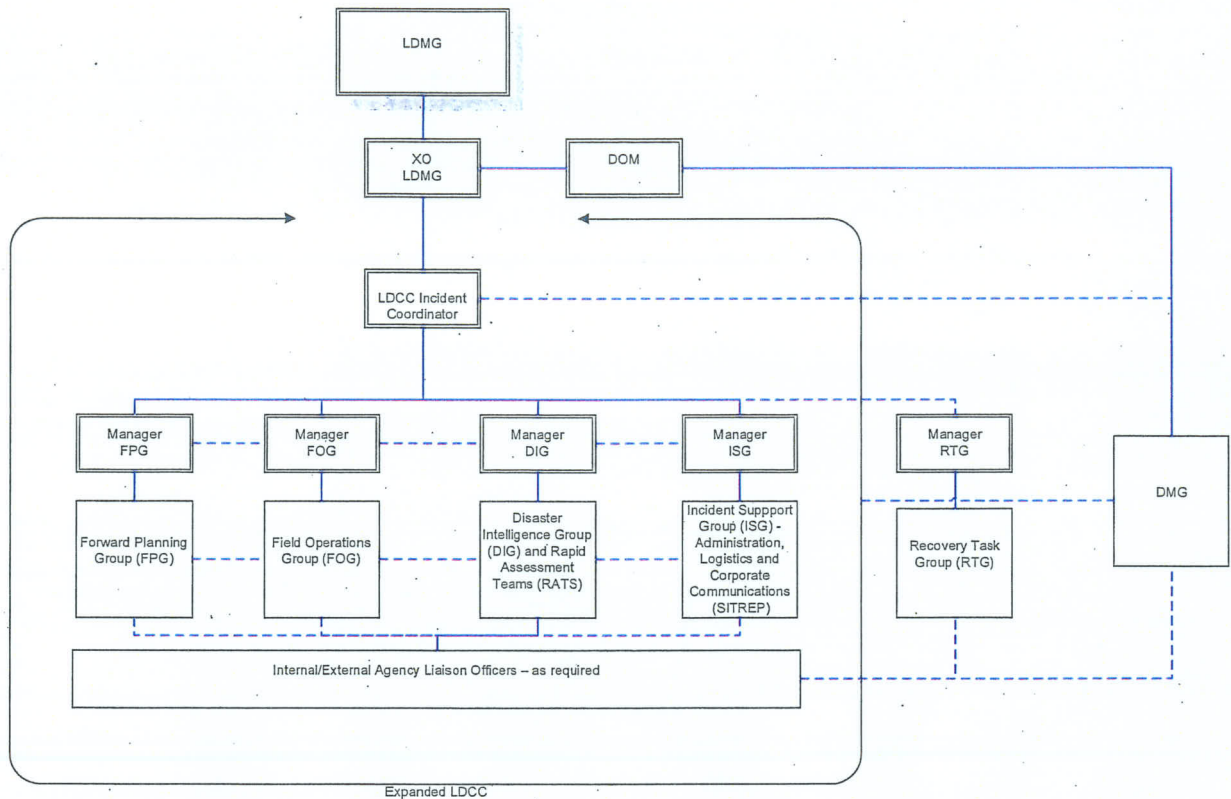 LDMG
XO
LDMG
DOM
LDCC Incident
Coordinator
Manager
FPG
Manager
FOG
Manager
DIG
Manager
ISG
Manager
RTG
DMG
Forward Planning
Group (FPG)
Field Operations
Group (FOG)
Disaster
Intelligence Group
(DIG) and Rapid
Assessment
Teams (RATS)
Incident Suppport
Group (ISG) -
Administration,
Logistics and
Corporate
Communications
(SITREP)
Recovery Task
Group (RTG)
Internal/External Agency Liaison Officers – as required
Expanded LDCC